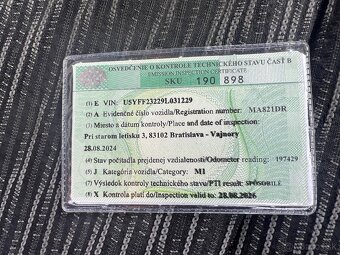 OSVEDČENIE O KONTROLE TECHNICKÉHO STAVU ČASŤ B
EMISSION INSPECTION CERTIFICATE
SKU 190 898
(1) E VIN: U5YFF23229L031229
(2) A Evidenčné číslo vozidla/Registration number: MA821DR
(3) Miesto a dátum kontroly/Place and date of inspection:
Pri starom letisku 3, 83102 Bratislava - Vajnory
28.08.2024
(4) Stav počítadla prejdenej vzdialenosti/Odometer reading: 197429
(5) J Kategória vozidla/Category: M1
(7) Výsledok kontroly technického stavu/PTI result: SPÔSOBILÉ
(8) X Kontrola platí do/Inspection valid to: 28.08.2026